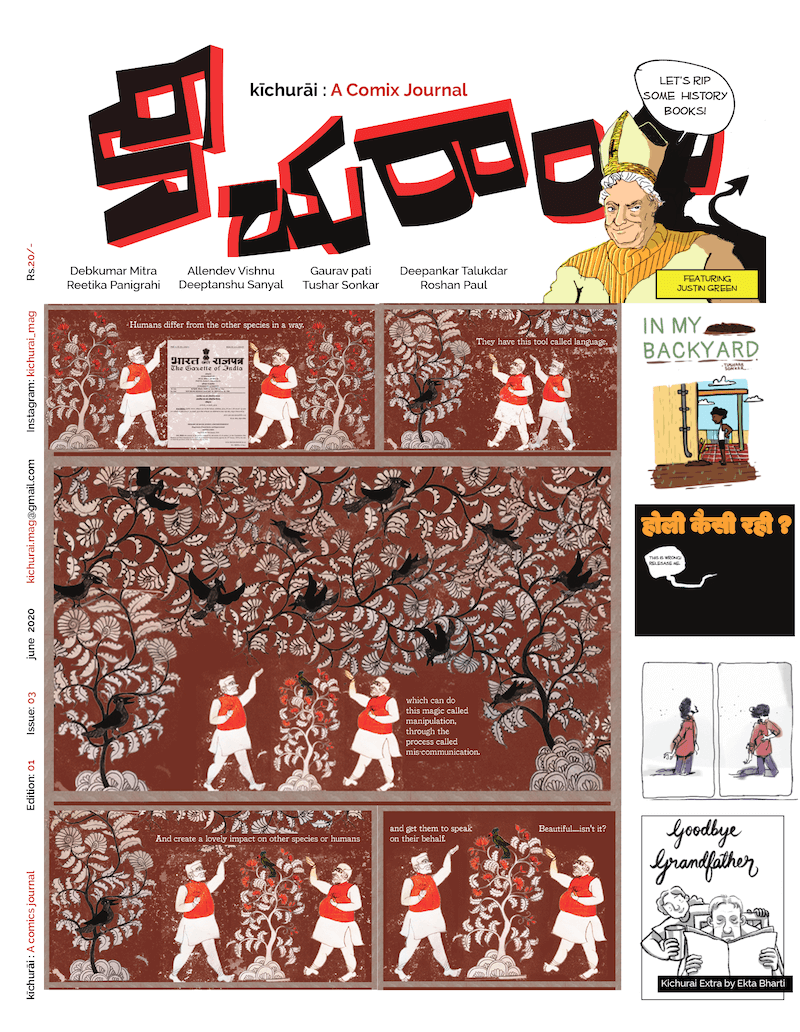 kīchurāi : A Comix Journal
LET'S RIP
SOME HISTORY
BOOKS!
Debkumar Mitra
Allendev Vishnu
Gaurav pati
Deepankar Talukdar
Reetika Panigrahi
Deeptanshu Sanyal
Tushar Sonkar
Roshan Paul
FEATURING
JUSTIN GREEN
Rs.20/-
Instagram: kichurai_mag
kichurai.mag@gmail.com
june 2020
Issue: 03
Edition: 01
kīchurāi : A comics journal
Humans differ from the other species in a way.
भारत राजपत्र
The Gazette of India
They have this tool called language,
which can do
this magic called
manipulation,
through the
process called
mis-communication.
And create a lovely impact on other species or humans
and get them to speak
on their behalf.
Beautiful....isn't it?
IN MY
BACKYARD
होली कैसी रही ?
THIS IS WRONG!
RELEASE ME.
Goodbye
Grandfather
Kichurai Extra by Ekta Bharti